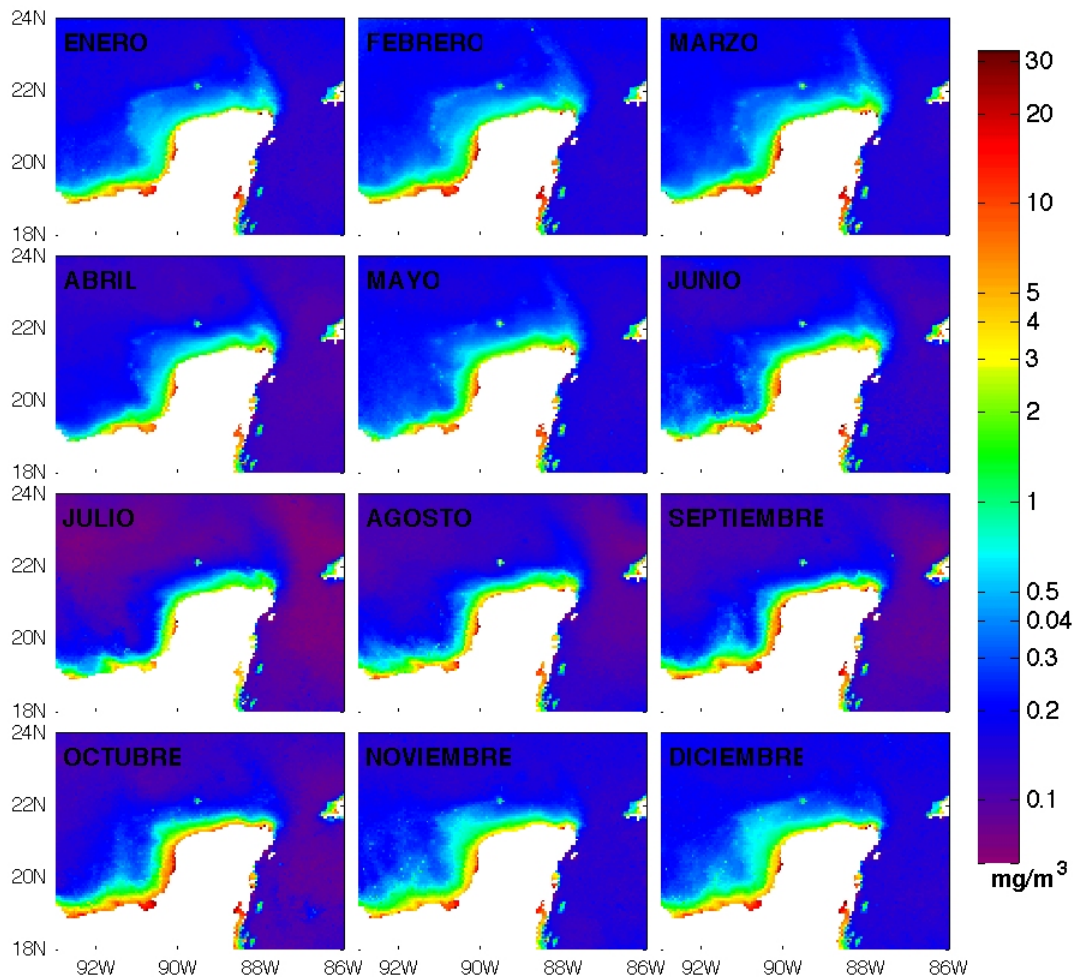 24N
ENERO
FEBRERO
MARZO
22N
20N
18N
ABRIL
MAYO
JUNIO
24N
22N
20N
18N
JULIO
AGOSTO
SEPTIEMBRE
24N
22N
20N
18N
OCTUBRE
NOVIEMBRE
DICIEMBRE
24N
22N
20N
18N
92W 90W 88W 86W 92W 90W 88W 86W 92W 90W 88W 86W
30
20
10
5
4
3
2
1
0.5
0.04
0.3
0.2
0.1
mg/m³